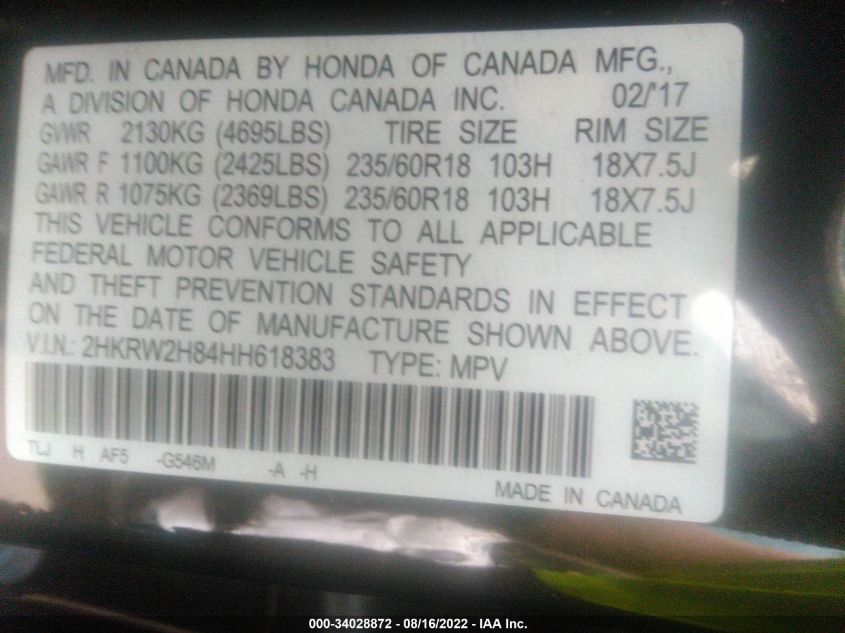 MFD. IN CANADA BY HONDA OF CANADA MFG.,
A DIVISION OF HONDA CANADA INC. 02/'17
GVWR 2130KG (4695LBS) TIRE SIZE RIM SIZE
GAWR F 1100KG (2425LBS) 235/60R18 103H 18X7.5J
GAWR R 1075KG (2369LBS) 235/60R18 103H 18X7.5J
THIS VEHICLE CONFORMS TO ALL APPLICABLE
FEDERAL MOTOR VEHICLE SAFETY
AND THEFT PREVENTION STANDARDS IN EFFECT
ON THE DATE OF MANUFACTURE SHOWN ABOVE.
V.I.N.: 2HKRW2H84HH618383 TYPE: MPV
TLJ H AF5 -G546M -A -H
MADE IN CANADA
000-34028872 - 08/16/2022 - IAA Inc.